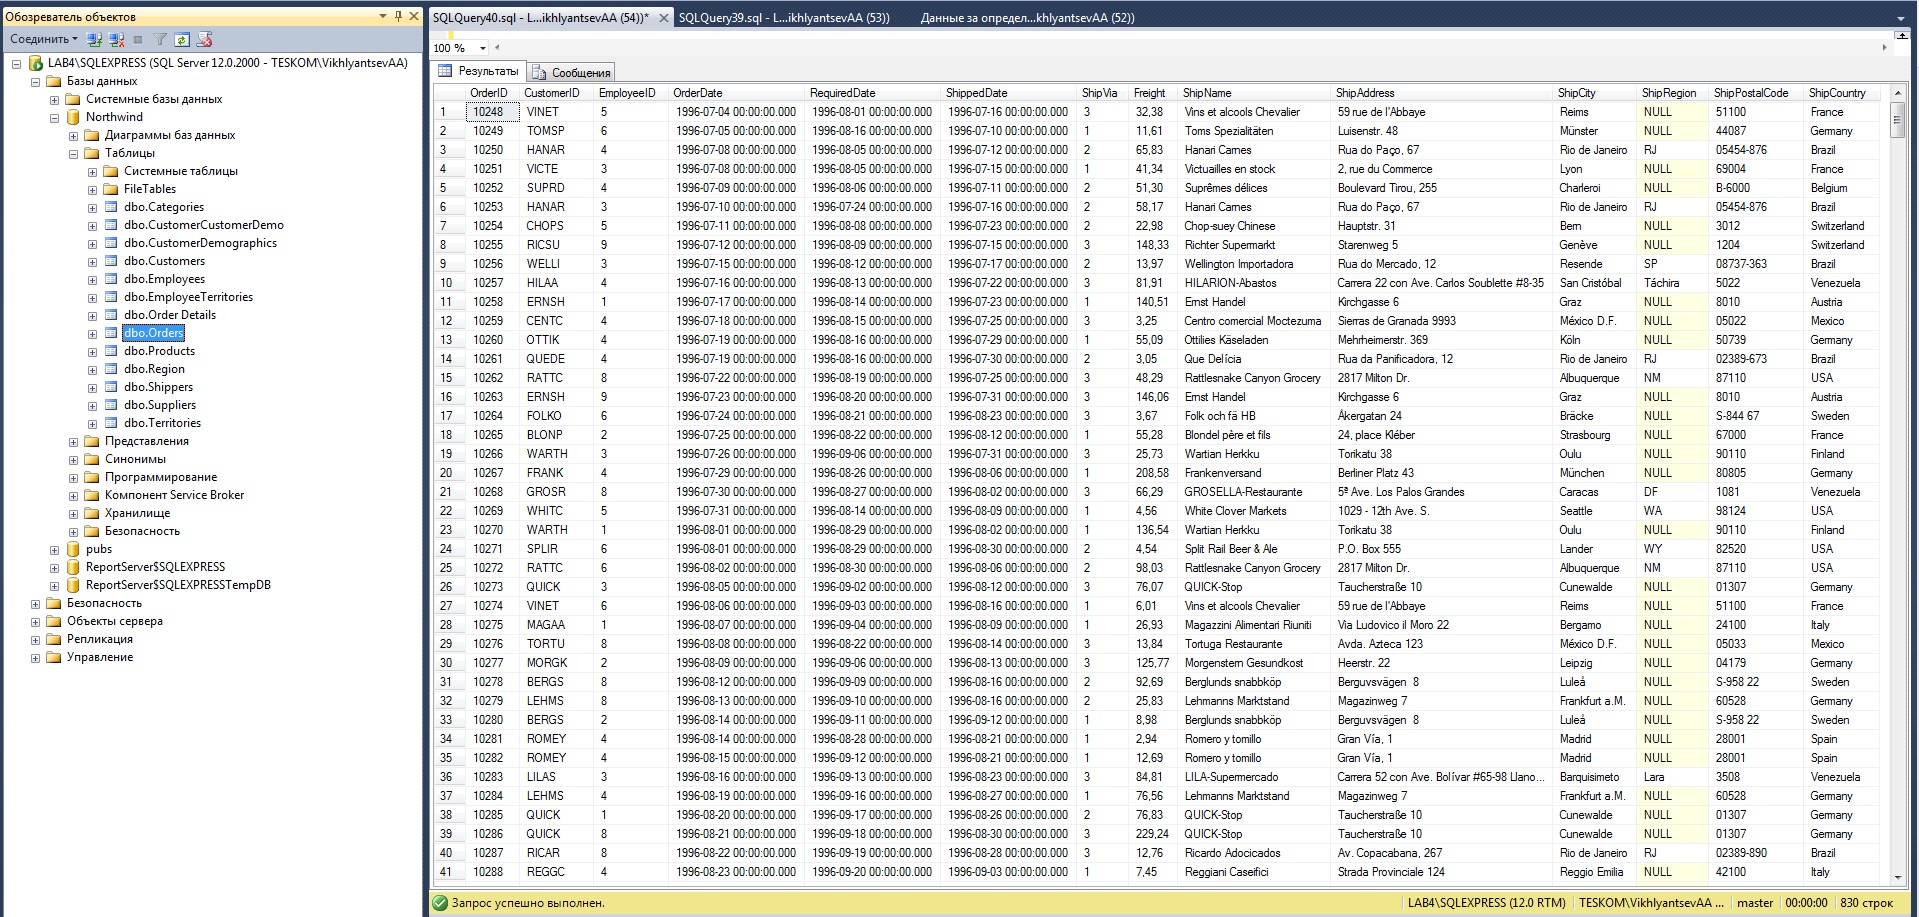 Обозреватель объектов
Соединить
LAB4\SQLEXPRESS (SQL Server 12.0.2000 - TESKOM\VikhlyantsevAA)
Базы данных
Системные базы данных
Northwind
Диаграммы баз данных
Таблицы
Системные таблицы
FileTables
dbo.Categories
dbo.CustomerCustomerDemo
dbo.CustomerDemographics
dbo.Customers
dbo.Employees
dbo.EmployeeTerritories
dbo.Order Details
dbo.Orders
dbo.Products
dbo.Region
dbo.Shippers
dbo.Suppliers
dbo.Territories
Представления
Синонимы
Программирование
Компонент Service Broker
Хранилище
Безопасность
pubs
ReportServer$SQLEXPRESS
ReportServer$SQLEXPRESSTempDB
Безопасность
Объекты сервера
Репликация
Управление
SQLQuery40.sql - L...ikhlyantsevAA (54))* SQLQuery39.sql - L...ikhlyantsevAA (53)) Данные за определ...khlyantsevAA (52))
100 %
Результаты Сообщения
OrderID CustomerID EmployeeID OrderDate RequiredDate ShippedDate ShipVia Freight ShipName ShipAddress ShipCity ShipRegion ShipPostalCode ShipCountry
1 10248 VINET 5 1996-07-04 00:00:00.000 1996-08-01 00:00:00.000 1996-07-16 00:00:00.000 3 32,38 Vins et alcools Chevalier 59 rue de l'Abbaye Reims NULL 51100 France
2 10249 TOMSP 6 1996-07-05 00:00:00.000 1996-08-16 00:00:00.000 1996-07-10 00:00:00.000 1 11,61 Toms Spezialitäten Luisenstr. 48 Münster NULL 44087 Germany
3 10250 HANAR 4 1996-07-08 00:00:00.000 1996-08-05 00:00:00.000 1996-07-12 00:00:00.000 2 65,83 Hanari Carnes Rua do Paço, 67 Rio de Janeiro RJ 05454-876 Brazil
4 10251 VICTE 3 1996-07-08 00:00:00.000 1996-08-05 00:00:00.000 1996-07-15 00:00:00.000 1 41,34 Victuailles en stock 2, rue du Commerce Lyon NULL 69004 France
5 10252 SUPRD 4 1996-07-09 00:00:00.000 1996-08-06 00:00:00.000 1996-07-11 00:00:00.000 2 51,30 Suprêmes délices Boulevard Tirou, 255 Charleroi NULL B-6000 Belgium
6 10253 HANAR 3 1996-07-10 00:00:00.000 1996-07-24 00:00:00.000 1996-07-16 00:00:00.000 2 58,17 Hanari Carnes Rua do Paço, 67 Rio de Janeiro RJ 05454-876 Brazil
7 10254 CHOPS 5 1996-07-11 00:00:00.000 1996-08-08 00:00:00.000 1996-07-23 00:00:00.000 2 22,98 Chop-suey Chinese Hauptstr. 31 Bern NULL 3012 Switzerland
8 10255 RICSU 9 1996-07-12 00:00:00.000 1996-08-09 00:00:00.000 1996-07-15 00:00:00.000 3 148,33 Richter Supermarkt Starenweg 5 Genève NULL 1204 Switzerland
9 10256 WELLI 3 1996-07-15 00:00:00.000 1996-08-12 00:00:00.000 1996-07-17 00:00:00.000 2 13,97 Wellington Importadora Rua do Mercado, 12 Resende SP 08737-363 Brazil
10 10257 HILAA 4 1996-07-16 00:00:00.000 1996-08-13 00:00:00.000 1996-07-22 00:00:00.000 3 81,91 HILARION-Abastos Carrera 22 con Ave. Carlos Soublette #8-35 San Cristóbal Táchira 5022 Venezuela
11 10258 ERNSH 1 1996-07-17 00:00:00.000 1996-08-14 00:00:00.000 1996-07-23 00:00:00.000 1 140,51 Ernst Handel Kirchgasse 6 Graz NULL 8010 Austria
12 10259 CENTC 4 1996-07-18 00:00:00.000 1996-08-15 00:00:00.000 1996-07-25 00:00:00.000 3 3,25 Centro comercial Moctezuma Sierras de Granada 9993 México D.F. NULL 05022 Mexico
13 10260 OTTIK 4 1996-07-19 00:00:00.000 1996-08-16 00:00:00.000 1996-07-29 00:00:00.000 1 55,09 Ottilies Käseladen Mehrheimerstr. 369 Köln NULL 50739 Germany
14 10261 QUEDE 4 1996-07-19 00:00:00.000 1996-08-16 00:00:00.000 1996-07-30 00:00:00.000 2 3,05 Que Delícia Rua da Panificadora, 12 Rio de Janeiro RJ 02389-673 Brazil
15 10262 RATTC 8 1996-07-22 00:00:00.000 1996-08-19 00:00:00.000 1996-07-25 00:00:00.000 3 48,29 Rattlesnake Canyon Grocery 2817 Milton Dr. Albuquerque NM 87110 USA
16 10263 ERNSH 9 1996-07-23 00:00:00.000 1996-08-20 00:00:00.000 1996-07-31 00:00:00.000 3 146,06 Ernst Handel Kirchgasse 6 Graz NULL 8010 Austria
17 10264 FOLKO 6 1996-07-24 00:00:00.000 1996-08-21 00:00:00.000 1996-08-23 00:00:00.000 3 3,67 Folk och fä HB Åkergatan 24 Bräcke NULL S-844 67 Sweden
18 10265 BLONP 2 1996-07-25 00:00:00.000 1996-08-22 00:00:00.000 1996-08-12 00:00:00.000 1 55,28 Blondel père et fils 24, place Kléber Strasbourg NULL 67000 France
19 10266 WARTH 3 1996-07-26 00:00:00.000 1996-09-06 00:00:00.000 1996-07-31 00:00:00.000 3 25,73 Wartian Herkku Torikatu 38 Oulu NULL 90110 Finland
20 10267 FRANK 4 1996-07-29 00:00:00.000 1996-08-26 00:00:00.000 1996-08-06 00:00:00.000 1 208,58 Frankenversand Berliner Platz 43 München NULL 80805 Germany
21 10268 GROSR 8 1996-07-30 00:00:00.000 1996-08-27 00:00:00.000 1996-08-02 00:00:00.000 3 66,29 GROSELLA-Restaurante 5ª Ave. Los Palos Grandes Caracas DF 1081 Venezuela
22 10269 WHITC 5 1996-07-31 00:00:00.000 1996-08-14 00:00:00.000 1996-08-09 00:00:00.000 1 4,56 White Clover Markets 1029 - 12th Ave. S. Seattle WA 98124 USA
23 10270 WARTH 1 1996-08-01 00:00:00.000 1996-08-29 00:00:00.000 1996-08-02 00:00:00.000 1 136,54 Wartian Herkku Torikatu 38 Oulu NULL 90110 Finland
24 10271 SPLIR 6 1996-08-01 00:00:00.000 1996-08-29 00:00:00.000 1996-08-30 00:00:00.000 2 4,54 Split Rail Beer & Ale P.O. Box 555 Lander WY 82520 USA
25 10272 RATTC 6 1996-08-02 00:00:00.000 1996-08-30 00:00:00.000 1996-08-06 00:00:00.000 2 98,03 Rattlesnake Canyon Grocery 2817 Milton Dr. Albuquerque NM 87110 USA
26 10273 QUICK 3 1996-08-05 00:00:00.000 1996-09-02 00:00:00.000 1996-08-12 00:00:00.000 3 76,07 QUICK-Stop Taucherstraße 10 Cunewalde NULL 01307 Germany
27 10274 VINET 6 1996-08-06 00:00:00.000 1996-09-03 00:00:00.000 1996-08-16 00:00:00.000 1 6,01 Vins et alcools Chevalier 59 rue de l'Abbaye Reims NULL 51100 France
28 10275 MAGAA 1 1996-08-07 00:00:00.000 1996-09-04 00:00:00.000 1996-08-09 00:00:00.000 1 26,93 Magazzini Alimentari Riuniti Via Ludovico il Moro 22 Bergamo NULL 24100 Italy
29 10276 TORTU 8 1996-08-08 00:00:00.000 1996-08-22 00:00:00.000 1996-08-14 00:00:00.000 3 13,84 Tortuga Restaurante Avda. Azteca 123 México D.F. NULL 05033 Mexico
30 10277 MORGK 2 1996-08-09 00:00:00.000 1996-09-06 00:00:00.000 1996-08-13 00:00:00.000 3 125,77 Morgenstern Gesundkost Heerstr. 22 Leipzig NULL 04179 Germany
31 10278 BERGS 8 1996-08-12 00:00:00.000 1996-09-09 00:00:00.000 1996-08-16 00:00:00.000 2 92,69 Berglunds snabbköp Berguvsvägen 8 Luleå NULL S-958 22 Sweden
32 10279 LEHMS 8 1996-08-13 00:00:00.000 1996-09-10 00:00:00.000 1996-08-16 00:00:00.000 2 25,83 Lehmanns Marktstand Magazinweg 7 Frankfurt a.M. NULL 60528 Germany
33 10280 BERGS 2 1996-08-14 00:00:00.000 1996-09-11 00:00:00.000 1996-09-12 00:00:00.000 1 8,98 Berglunds snabbköp Berguvsvägen 8 Luleå NULL S-958 22 Sweden
34 10281 ROMEY 4 1996-08-14 00:00:00.000 1996-08-28 00:00:00.000 1996-08-21 00:00:00.000 1 2,94 Romero y tomillo Gran Vía, 1 Madrid NULL 28001 Spain
35 10282 ROMEY 4 1996-08-15 00:00:00.000 1996-09-12 00:00:00.000 1996-08-21 00:00:00.000 1 12,69 Romero y tomillo Gran Vía, 1 Madrid NULL 28001 Spain
36 10283 LILAS 3 1996-08-16 00:00:00.000 1996-09-13 00:00:00.000 1996-08-23 00:00:00.000 3 84,81 LILA-Supermercado Carrera 52 con Ave. Bolívar #65-98 Llano... Barquisimeto Lara 3508 Venezuela
37 10284 LEHMS 4 1996-08-19 00:00:00.000 1996-09-16 00:00:00.000 1996-08-27 00:00:00.000 1 76,56 Lehmanns Marktstand Magazinweg 7 Frankfurt a.M. NULL 60528 Germany
38 10285 QUICK 1 1996-08-20 00:00:00.000 1996-09-17 00:00:00.000 1996-08-26 00:00:00.000 2 76,83 QUICK-Stop Taucherstraße 10 Cunewalde NULL 01307 Germany
39 10286 QUICK 8 1996-08-21 00:00:00.000 1996-09-18 00:00:00.000 1996-08-30 00:00:00.000 3 229,24 QUICK-Stop Taucherstraße 10 Cunewalde NULL 01307 Germany
40 10287 RICAR 8 1996-08-22 00:00:00.000 1996-09-19 00:00:00.000 1996-08-28 00:00:00.000 3 12,76 Ricardo Adocicados Av. Copacabana, 267 Rio de Janeiro RJ 02389-890 Brazil
41 10288 REGGC 4 1996-08-23 00:00:00.000 1996-09-20 00:00:00.000 1996-09-03 00:00:00.000 1 7,45 Reggiani Caseifici Strada Provinciale 124 Reggio Emilia NULL 42100 Italy
Запрос успешно выполнен. LAB4\SQLEXPRESS (12.0 RTM) TESKOM\VikhlyantsevAA ... master 00:00:00 830 строк